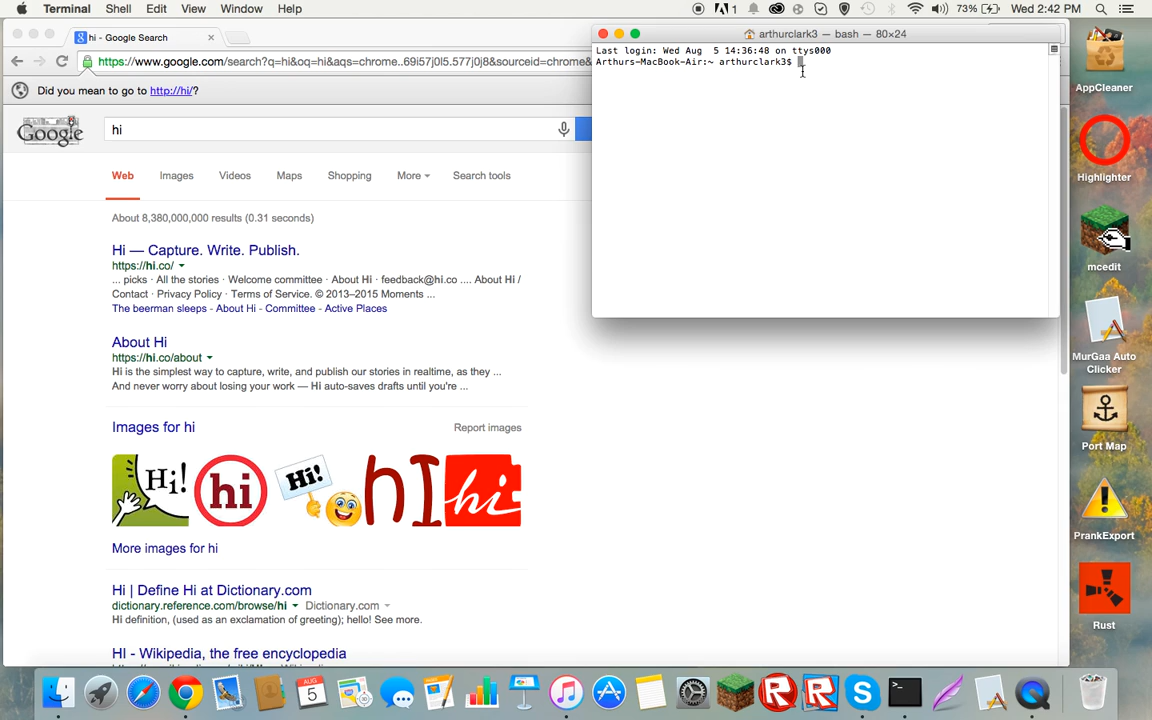 Terminal Shell Edit View Window Help
1 73% Wed 2:42 PM
hi - Google Search
https://www.google.com/search?q=hi&oq=hi&aqs=chrome..69i57j0l5.577j0j8&sourceid=chrome&
Did you mean to go to http://hi/?
Google hi
Web Images Videos Maps Shopping More Search tools
About 8,380,000,000 results (0.31 seconds)
Hi — Capture. Write. Publish.
https://hi.co/
... picks · All the stories · Welcome committee · About Hi · feedback@hi.co .... About Hi /
Contact · Privacy Policy · Terms of Service. © 2013–2015 Moments ...
The beerman sleeps - About Hi - Committee - Active Places
About Hi
https://hi.co/about
Hi is the simplest way to capture, write, and publish our stories in realtime, as they ...
And never worry about losing your work — Hi auto-saves drafts until you're ...
Images for hi Report images
Hi! hi Hi! hI hi
More images for hi
Hi | Define Hi at Dictionary.com
dictionary.reference.com/browse/hi Dictionary.com
Hi definition, (used as an exclamation of greeting); hello! See more.
HI - Wikipedia, the free encyclopedia
arthurclark3 — bash — 80×24
Last login: Wed Aug 5 14:36:48 on ttys000
Arthurs-MacBook-Air:~ arthurclark3$
AppCleaner
Highlighter
mcedit
MurGaa Auto
Clicker
Port Map
PrankExport
Rust
AUG
5